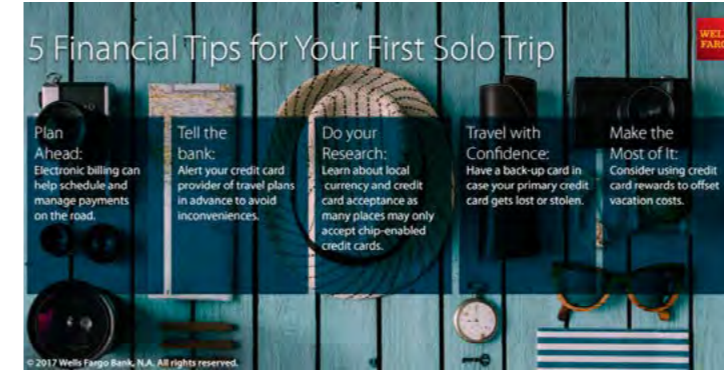 5 Financial Tips for Your First Solo Trip
Plan
Ahead:
Electronic billing can
help schedule and
manage payments
on the road.
Tell the
bank:
Alert your credit card
provider of travel plans
in advance to avoid
inconveniences.
Do your
Research:
Learn about local
currency and credit
card acceptance as
many places may only
accept chip-enabled
credit cards.
Travel with
Confidence:
Have a back-up card in
case your primary credit
card gets lost or stolen.
Make the
Most of It:
Consider using credit
card rewards to offset
vacation costs.
© 2017 Wells Fargo Bank, N.A. All rights reserved.